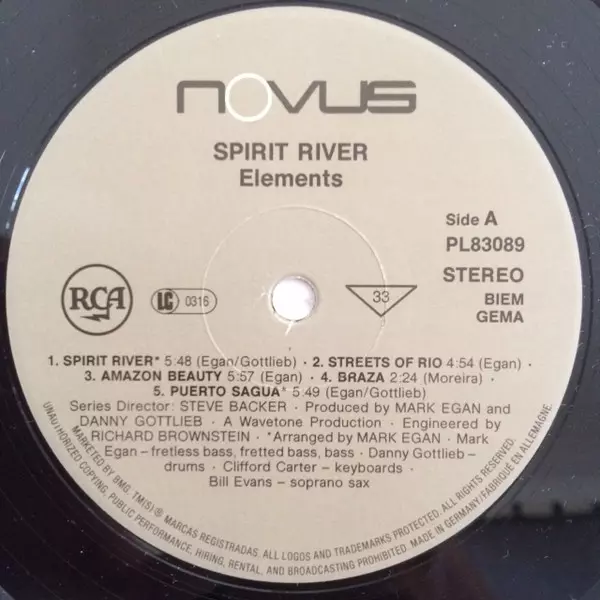 NOVUS
SPIRIT RIVER
Elements
Side A
PL83089
RCA
LC 0316
33
STEREO
BIEM
GEMA
1. SPIRIT RIVER* 5:48 (Egan/Gottlieb) · 2. STREETS OF RIO 4:54 (Egan) ·
3. AMAZON BEAUTY 5:57 (Egan) · 4. BRAZA 2:24 (Moreira) ·
5. PUERTO SAGUA* 5:49 (Egan/Gottlieb)
Series Director: STEVE BACKER · Produced by MARK EGAN and
DANNY GOTTLIEB · A Wavetone Production · Engineered by
RICHARD BROWNSTEIN · *Arranged by MARK EGAN · Mark
Egan – fretless bass, fretted bass, bass · Danny Gottlieb –
drums · Clifford Carter – keyboards ·
Bill Evans – soprano sax
MARKETED BY BMG. TM(S) ® MARCAS REGISTRADAS. ALL LOGOS AND TRADEMARKS PROTECTED. ALL RIGHTS RESERVED.
UNAUTHORIZED COPYING, PUBLIC PERFORMANCE, HIRING, RENTAL, AND BROADCASTING PROHIBITED. MADE IN GERMANY/FABRIQUÉ EN ALLEMAGNE